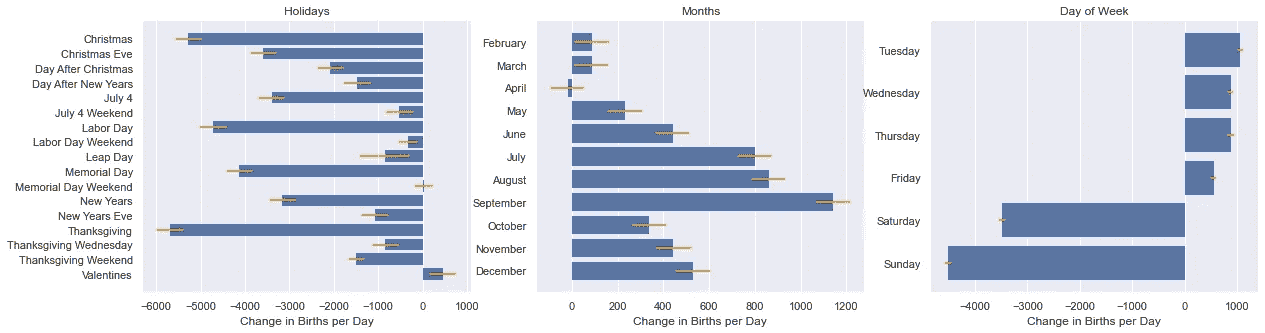 Holidays
Christmas
Christmas Eve
Day After Christmas
Day After New Years
July 4
July 4 Weekend
Labor Day
Labor Day Weekend
Leap Day
Memorial Day
Memorial Day Weekend
New Years
New Years Eve
Thanksgiving
Thanksgiving Wednesday
Thanksgiving Weekend
Valentines
−6000 −5000 −4000 −3000 −2000 −1000 0 1000
Change in Births per Day
Months
February
March
April
May
June
July
August
September
October
November
December
0 200 400 600 800 1000 1200
Change in Births per Day
Day of Week
Tuesday
Wednesday
Thursday
Friday
Saturday
Sunday
−4000 −3000 −2000 −1000 0 1000
Change in Births per Day